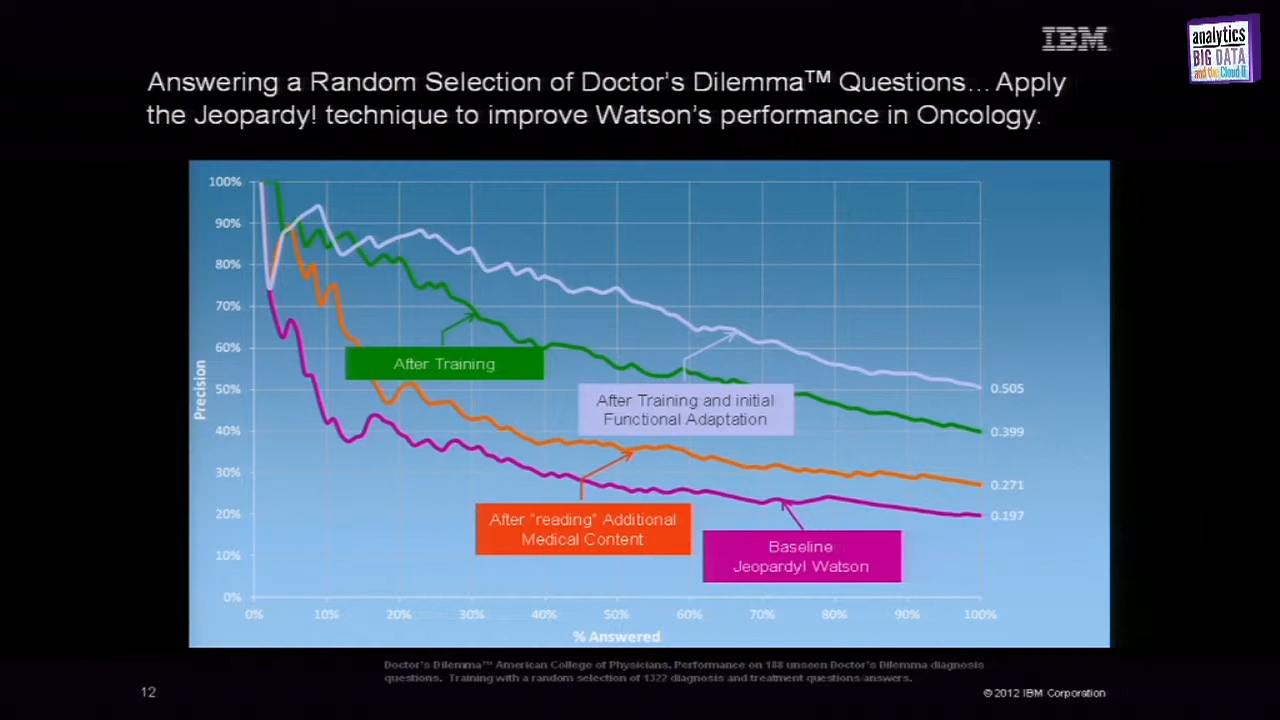 IBM
analytics
BIG DATA
and the Cloud II
Answering a Random Selection of Doctor's Dilemma™ Questions... Apply
the Jeopardy! technique to improve Watson's performance in Oncology.
100%
90%
80%
70%
60%
50%
40%
30%
20%
10%
0%
Precision
After Training
After Training and initial
Functional Adaptation
After "reading" Additional
Medical Content
Baseline
Jeopardy! Watson
0.505
0.399
0.271
0.197
0% 10% 20% 30% 40% 50% 60% 70% 80% 90% 100%
% Answered
Doctor's Dilemma™ American College of Physicians. Performance on 188 unseen Doctor's Dilemma diagnosis
questions. Training with a random selection of 1322 diagnosis and treatment questions/answers.
12
© 2012 IBM Corporation